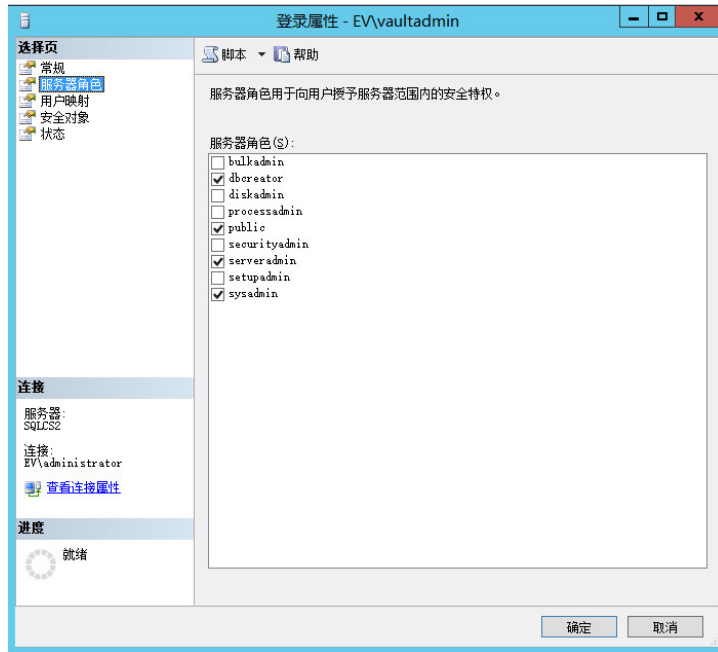 登录属性 - EV\vaultadmin
选择页
常规
服务器角色
用户映射
安全对象
状态
脚本
帮助
服务器角色用于向用户授予服务器范围内的安全特权。
服务器角色(S):
bulkadmin
dbcreator
diskadmin
processadmin
public
securityadmin
serveradmin
setupadmin
sysadmin
连接
服务器:
SQLCS2
连接:
EV\administrator
查看连接属性
进度
就绪
确定
取消